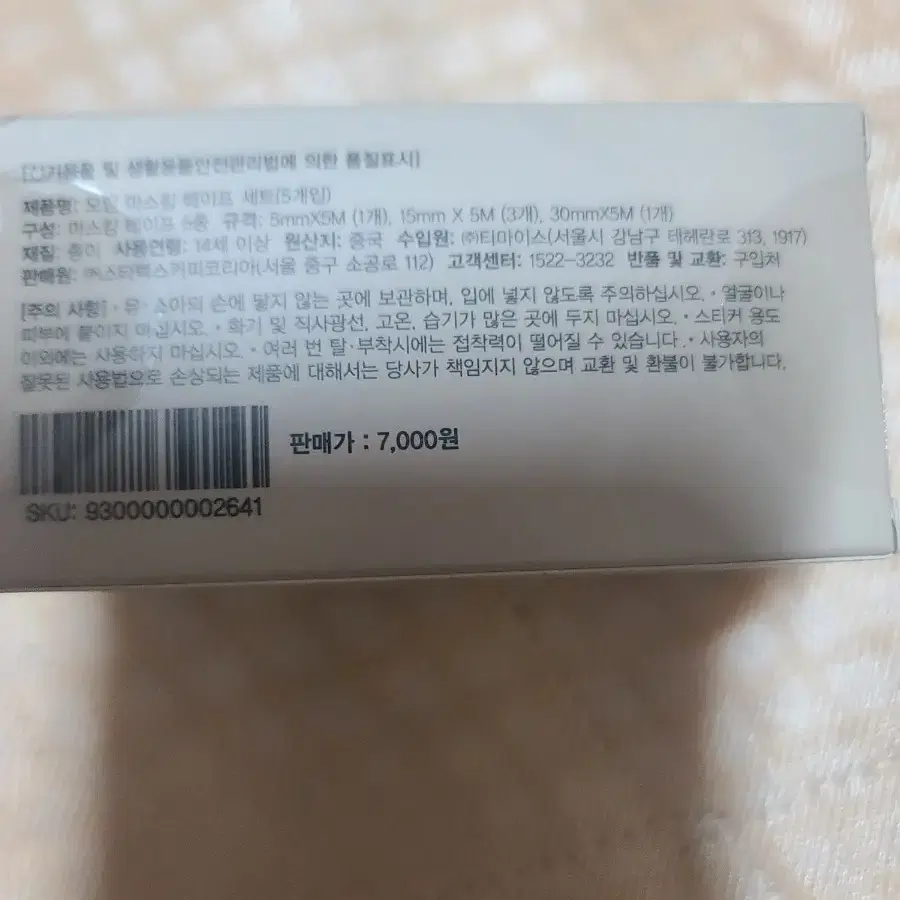 [전기용품 및 생활용품안전관리법에 의한 품질표시]
제품명: 모먼 마스킹 테이프 세트(5개입)
구성: 마스킹 테이프 5종 규격: 5mmX5M (1개), 15mm X 5M (3개), 30mmX5M (1개)
재질: 종이 사용연령: 14세 이상 원산지: 중국 수입원: ㈜티마이스(서울시 강남구 테헤란로 313, 1917)
판매원: ㈜스타벅스커피코리아(서울 중구 소공로 112) 고객센터: 1522-3232 반품 및 교환: 구입처
[주의 사항] • 유·소아의 손에 닿지 않는 곳에 보관하며, 입에 넣지 않도록 주의하십시오. • 얼굴이나
피부에 붙이지 마십시오. • 화기 및 직사광선, 고온, 습기가 많은 곳에 두지 마십시오. • 스티커 용도
이외에는 사용하지 마십시오. • 여러 번 탈·부착시에는 접착력이 떨어질 수 있습니다. • 사용자의
잘못된 사용법으로 손상되는 제품에 대해서는 당사가 책임지지 않으며 교환 및 환불이 불가합니다.
판매가 : 7,000원
SKU: 9300000002641